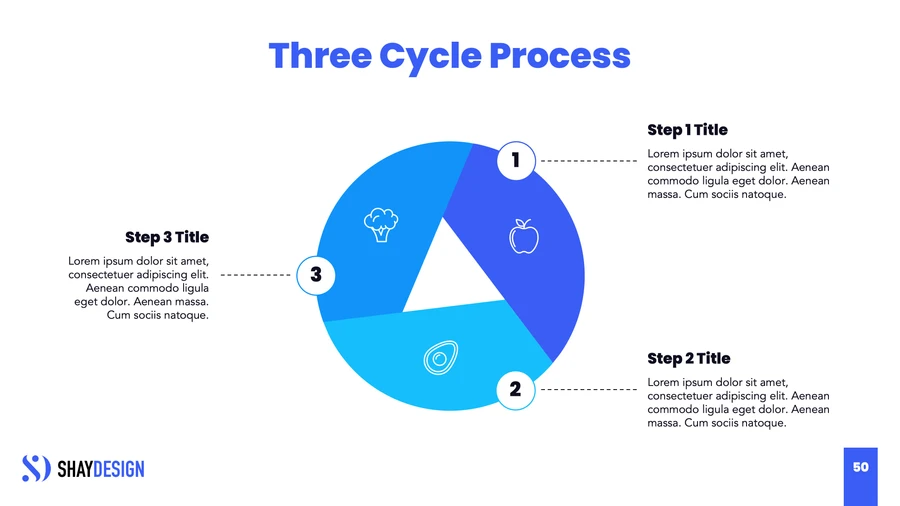 Three Cycle Process
1
Step 1 Title
Lorem ipsum dolor sit amet,
consectetuer adipiscing elit. Aenean
commodo ligula eget dolor. Aenean
massa. Cum sociis natoque.
2
Step 2 Title
Lorem ipsum dolor sit amet,
consectetuer adipiscing elit. Aenean
commodo ligula eget dolor. Aenean
massa. Cum sociis natoque.
3
Step 3 Title
Lorem ipsum dolor sit amet,
consectetuer adipiscing elit.
Aenean commodo ligula
eget dolor. Aenean massa.
Cum sociis natoque.
SHAYDESIGN
50